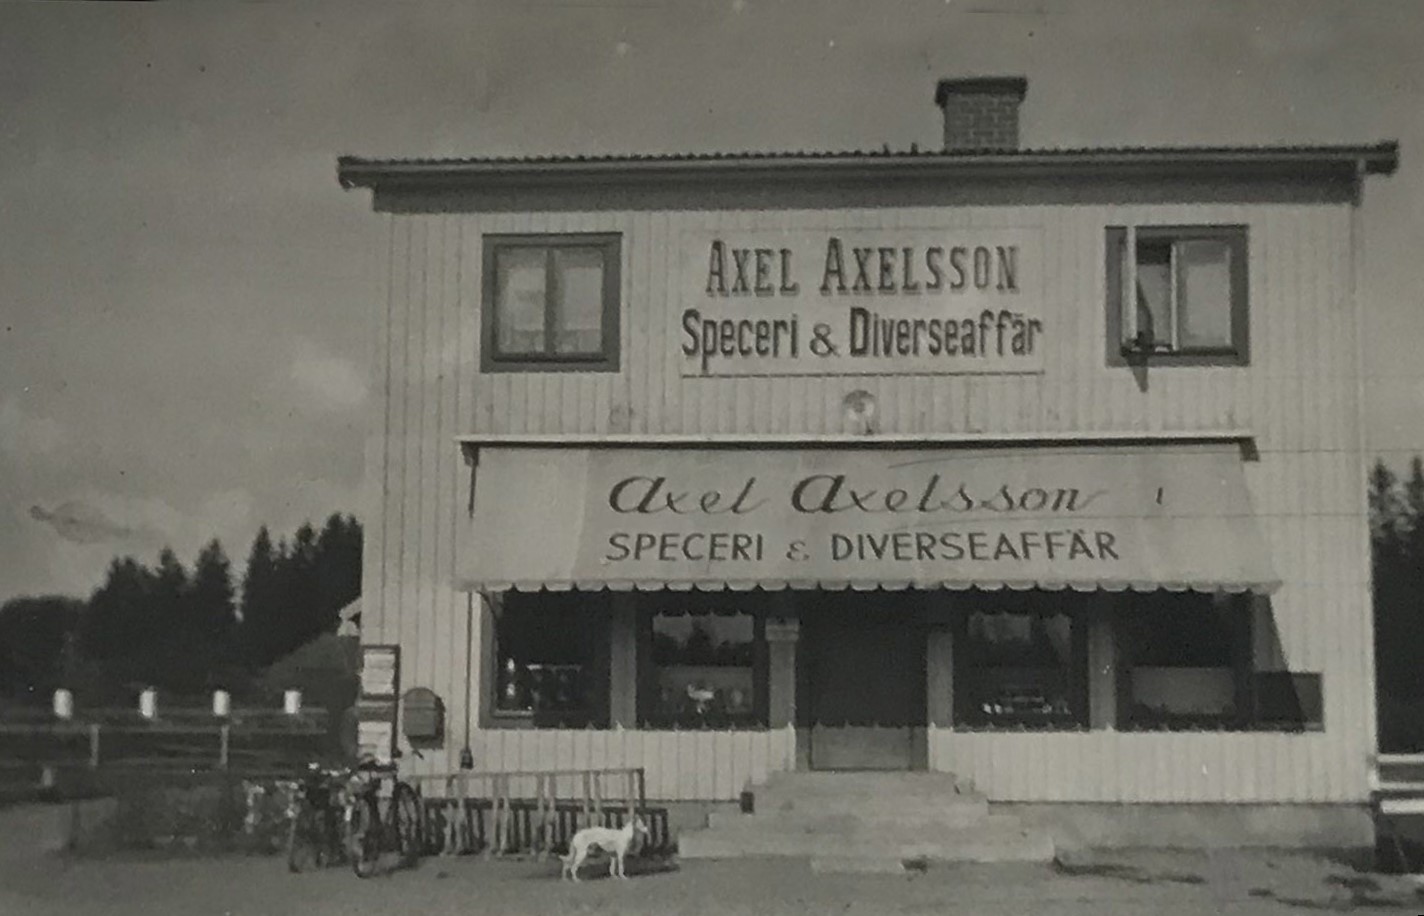 AXEL AXELSSON
Speceri & Diverseaffär
Axel Axelsson
SPECERI & DIVERSEAFFÄR